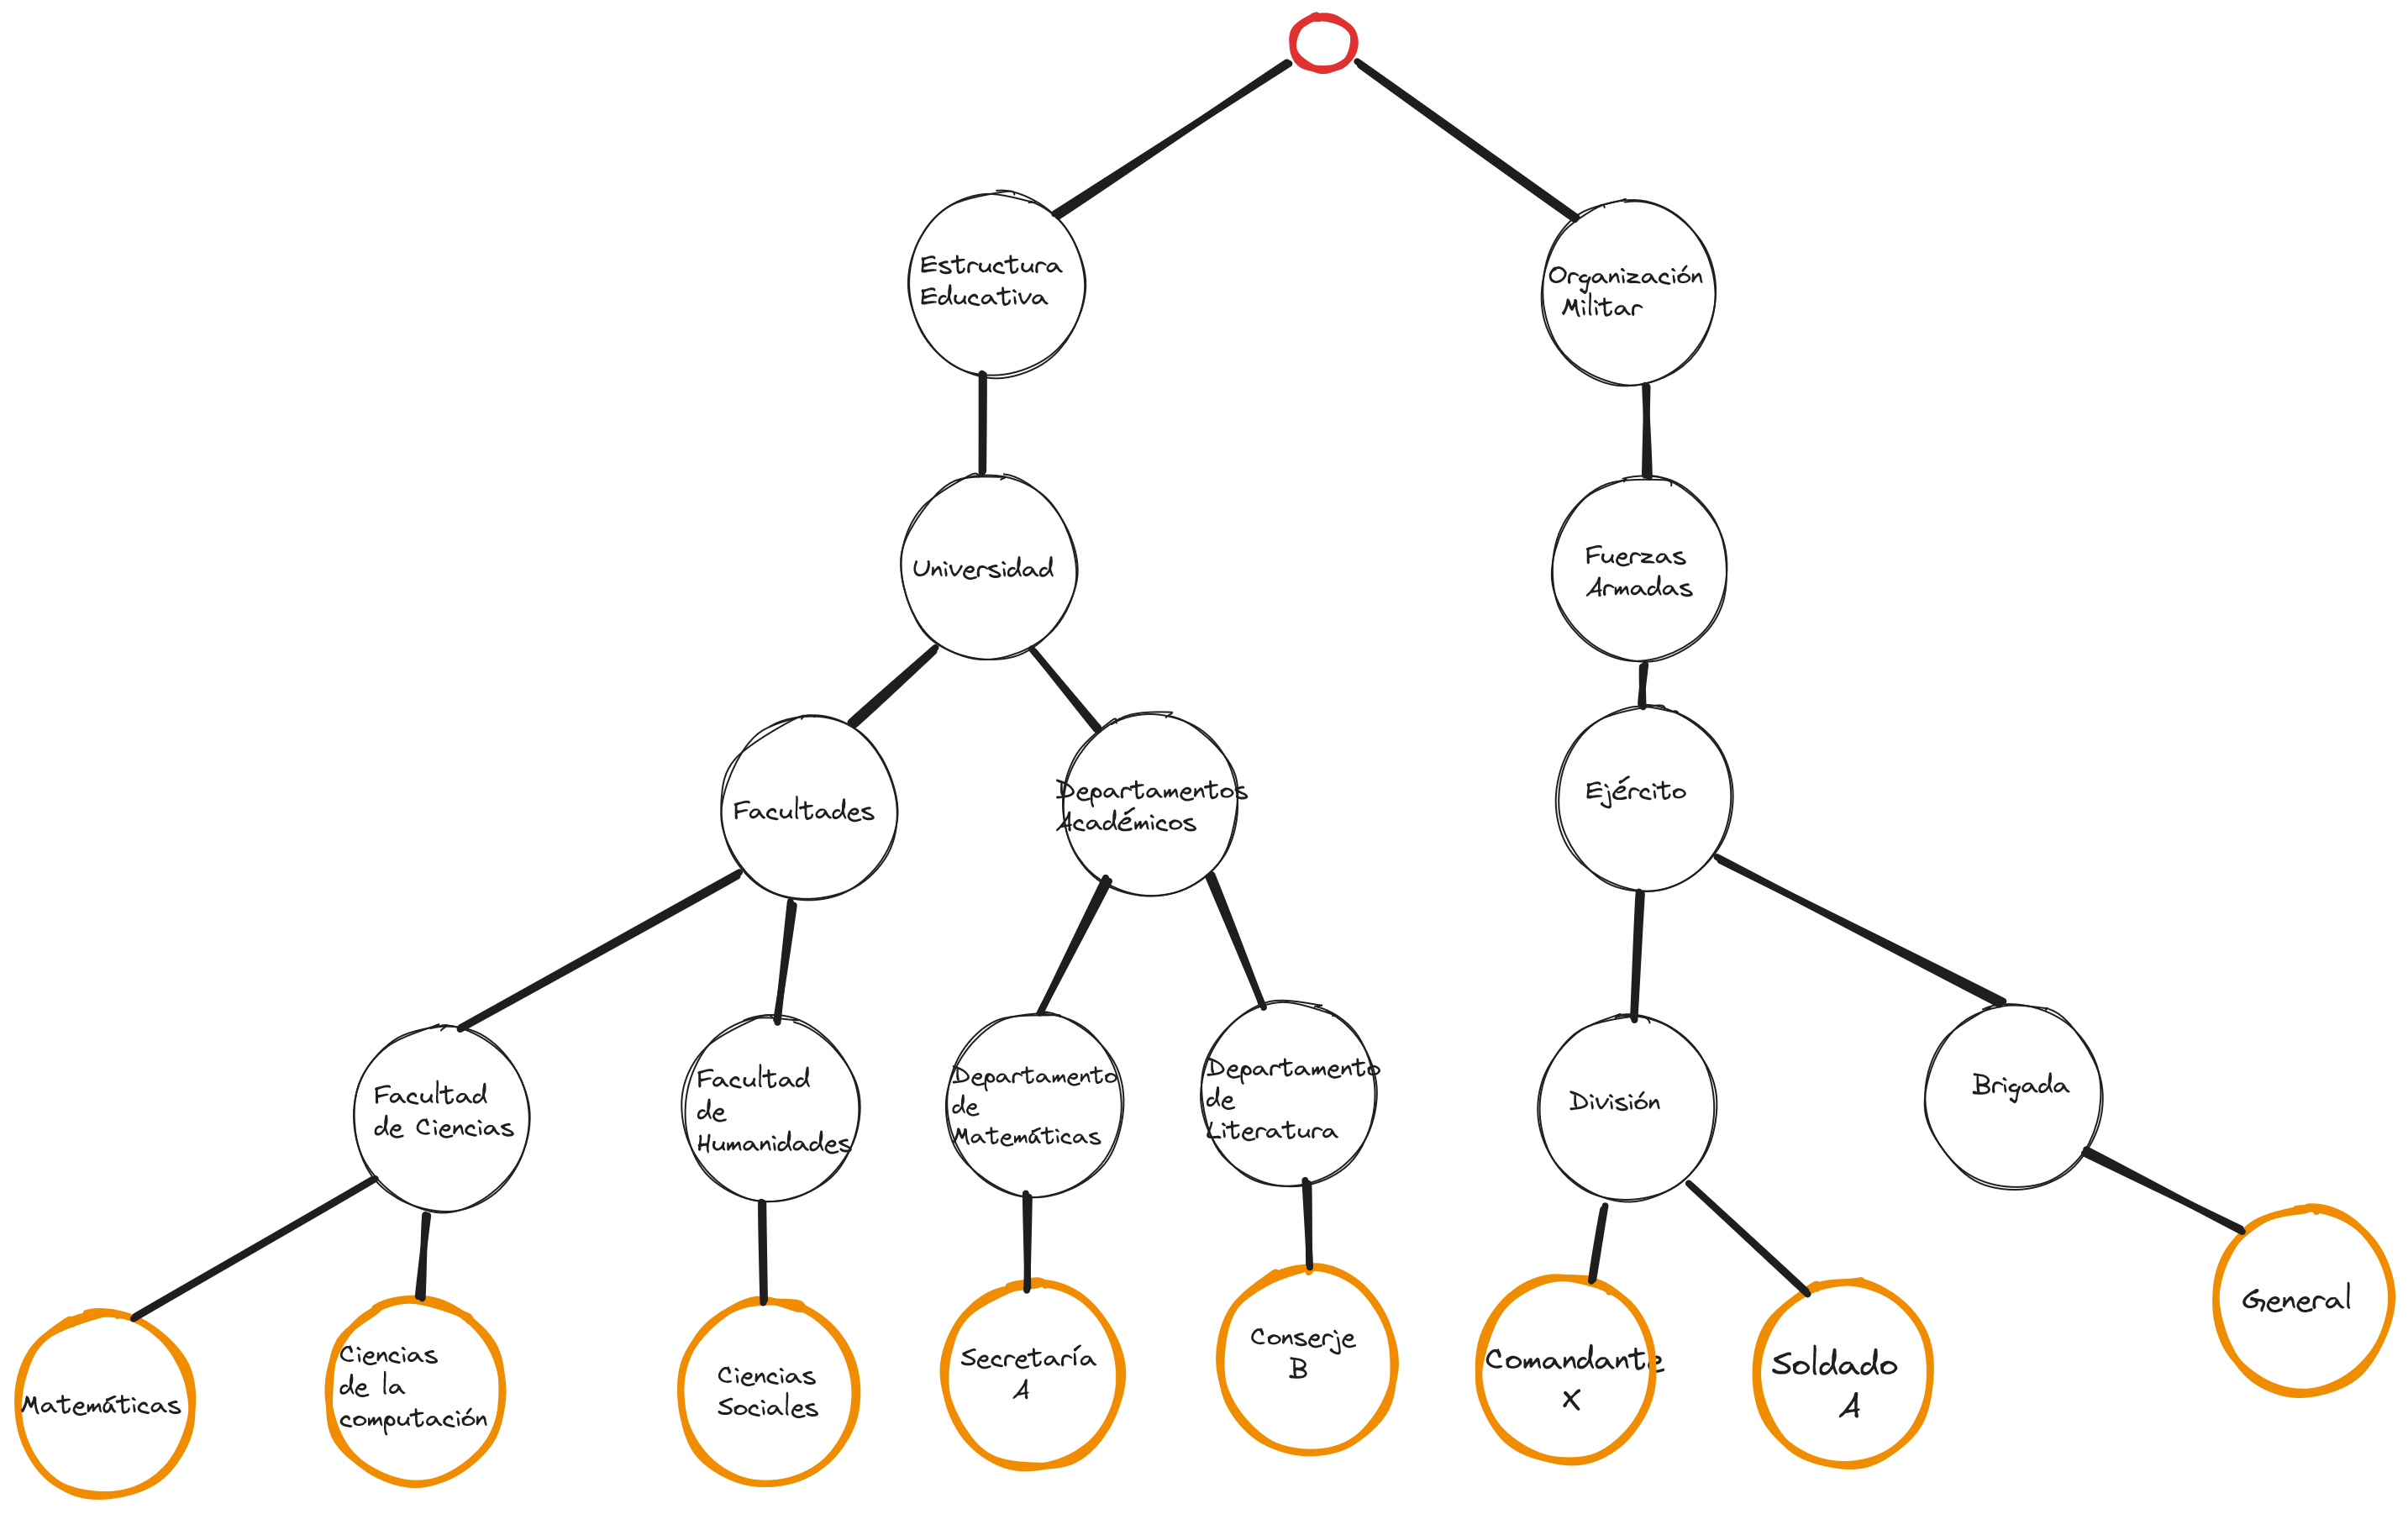 Estructura
Educativa
Organización
Militar
Universidad
Fuerzas
Armadas
Facultades
Departamentos
Académicos
Ejército
Facultad
de Ciencias
Facultad
de
Humanidades
Departamento
de
Matemáticas
Departamento
de
Literatura
División
Brigada
Matemáticas
Ciencias
de la
computación
Ciencias
Sociales
Secretaría
A
Conserje
B
Comandante
X
Soldado
A
General